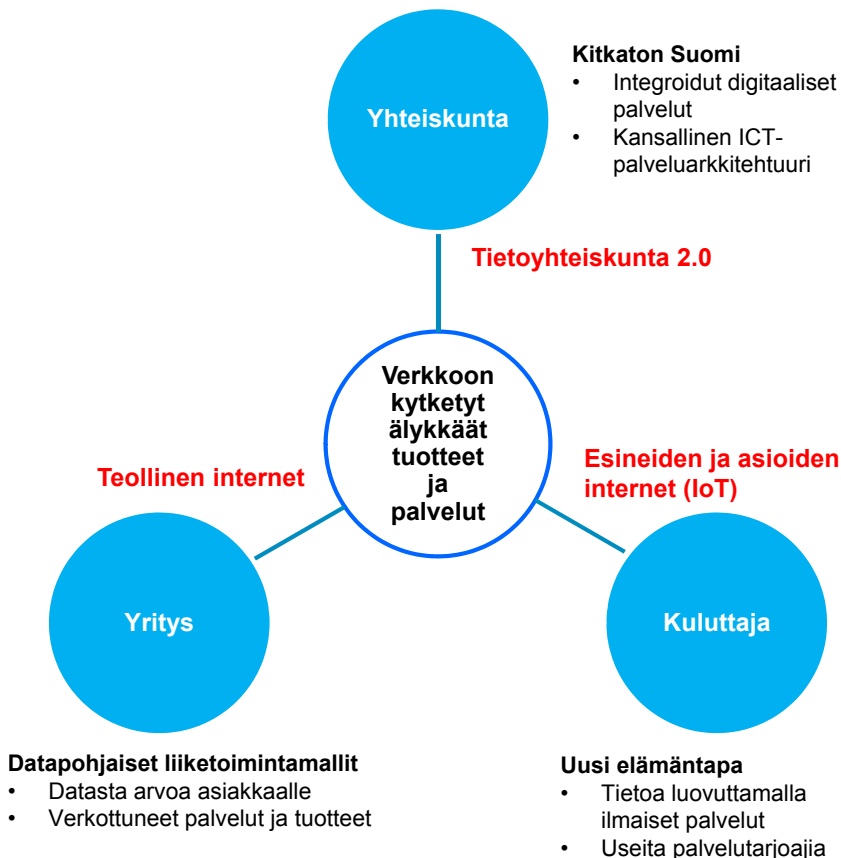 Yhteiskunta
Kitkaton Suomi
• Integroidut digitaaliset
palvelut
• Kansallinen ICT-
palveluarkkitehtuuri
Tietoyhteiskunta 2.0
Verkkoon
kytketyt
älykkäät
tuotteet
ja
palvelut
Teollinen internet
Esineiden ja asioiden
internet (IoT)
Yritys
Kuluttaja
Datapohjaiset liiketoimintamallit
• Datasta arvoa asiakkaalle
• Verkottuneet palvelut ja tuotteet
Uusi elämäntapa
• Tietoa luovuttamalla
ilmaiset palvelut
• Useita palvelutarjoajia